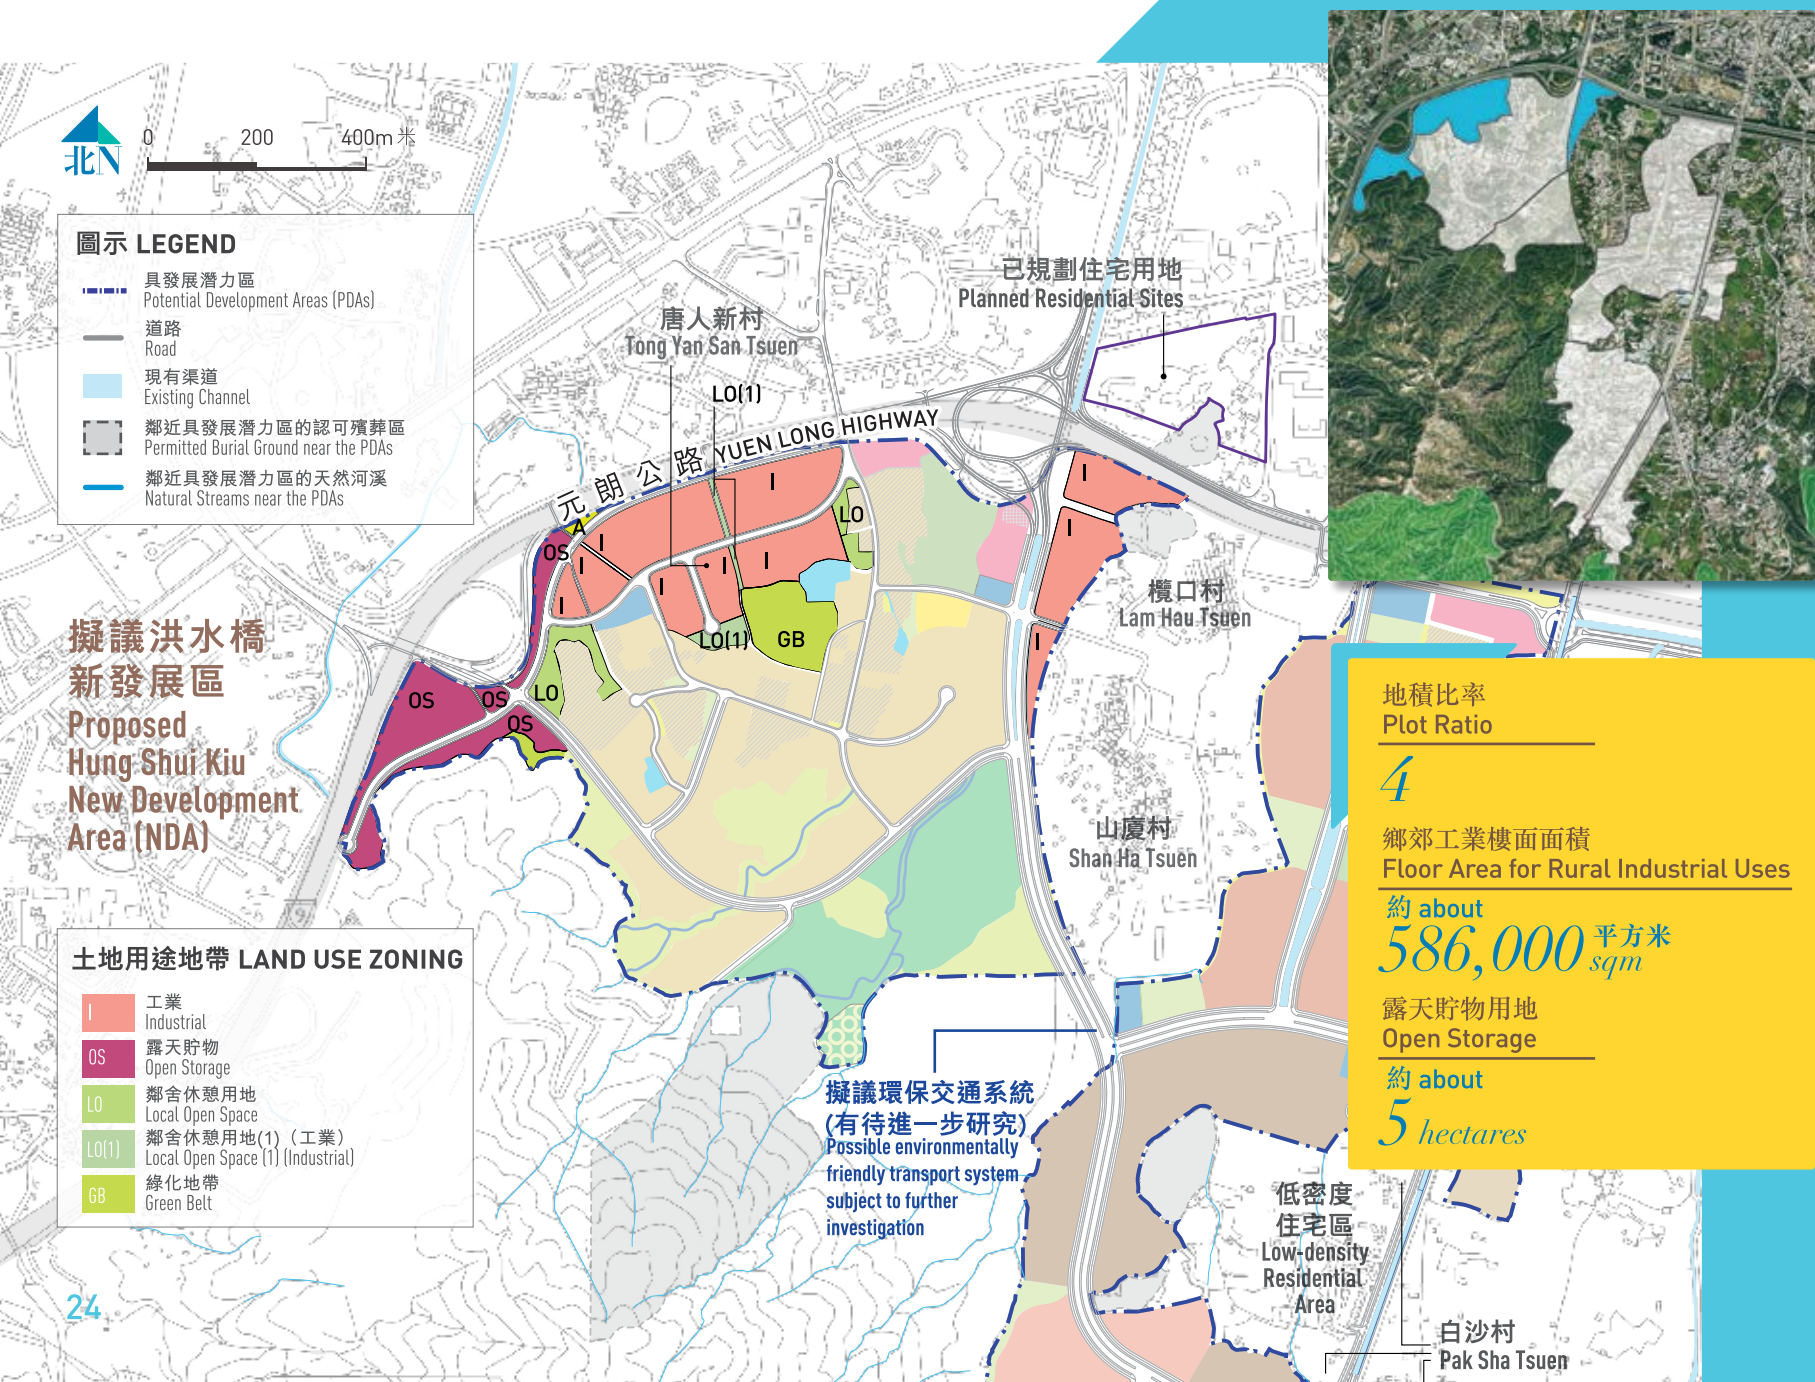 北N
0 200 400m 米
圖示 LEGEND
具發展潛力區
Potential Development Areas (PDAs)
道路
Road
現有渠道
Existing Channel
鄰近具發展潛力區的認可殯葬區
Permitted Burial Ground near the PDAs
鄰近具發展潛力區的天然河溪
Natural Streams near the PDAs
已規劃住宅用地
Planned Residential Sites
唐人新村
Tong Yan San Tsuen
LO(1)
元朗公路 YUEN LONG HIGHWAY
I
I
I
LO
A
I
OS
I
I
I
I
I
I
LO(1)
GB
I
欖口村
Lam Hau Tsuen
擬議洪水橋
新發展區
Proposed
Hung Shui Kiu
New Development
Area (NDA)
OS
OS
LO
OS
山廈村
Shan Ha Tsuen
地積比率
Plot Ratio
4
鄉郊工業樓面面積
Floor Area for Rural Industrial Uses
約 about
586,000 平方米
sqm
露天貯物用地
Open Storage
約 about
5 hectares
土地用途地帶 LAND USE ZONING
I
工業
Industrial
OS
露天貯物
Open Storage
LO
鄰舍休憩用地
Local Open Space
LO(1)
鄰舍休憩用地(1)（工業）
Local Open Space (1) (Industrial)
GB
綠化地帶
Green Belt
擬議環保交通系統
(有待進一步研究)
Possible environmentally
friendly transport system
subject to further
investigation
低密度
住宅區
Low-density
Residential
Area
白沙村
Pak Sha Tsuen
24